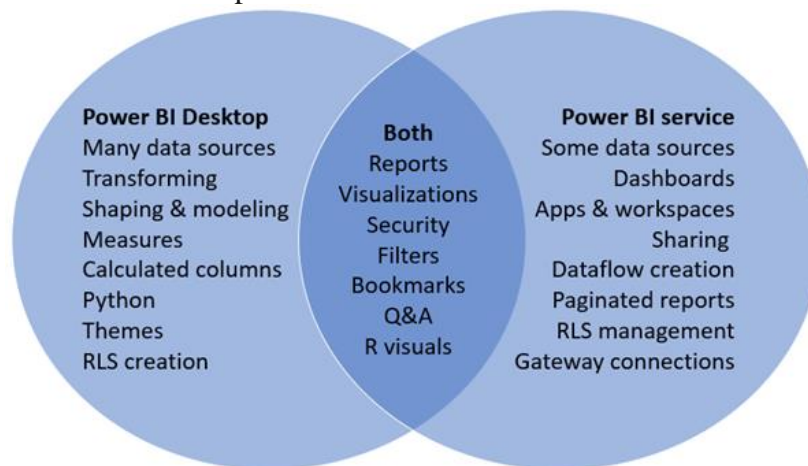 Power BI Desktop
Many data sources
Transforming
Shaping & modeling
Measures
Calculated columns
Python
Themes
RLS creation
Both
Reports
Visualizations
Security
Filters
Bookmarks
Q&A
R visuals
Power BI service
Some data sources
Dashboards
Apps & workspaces
Sharing
Dataflow creation
Paginated reports
RLS management
Gateway connections